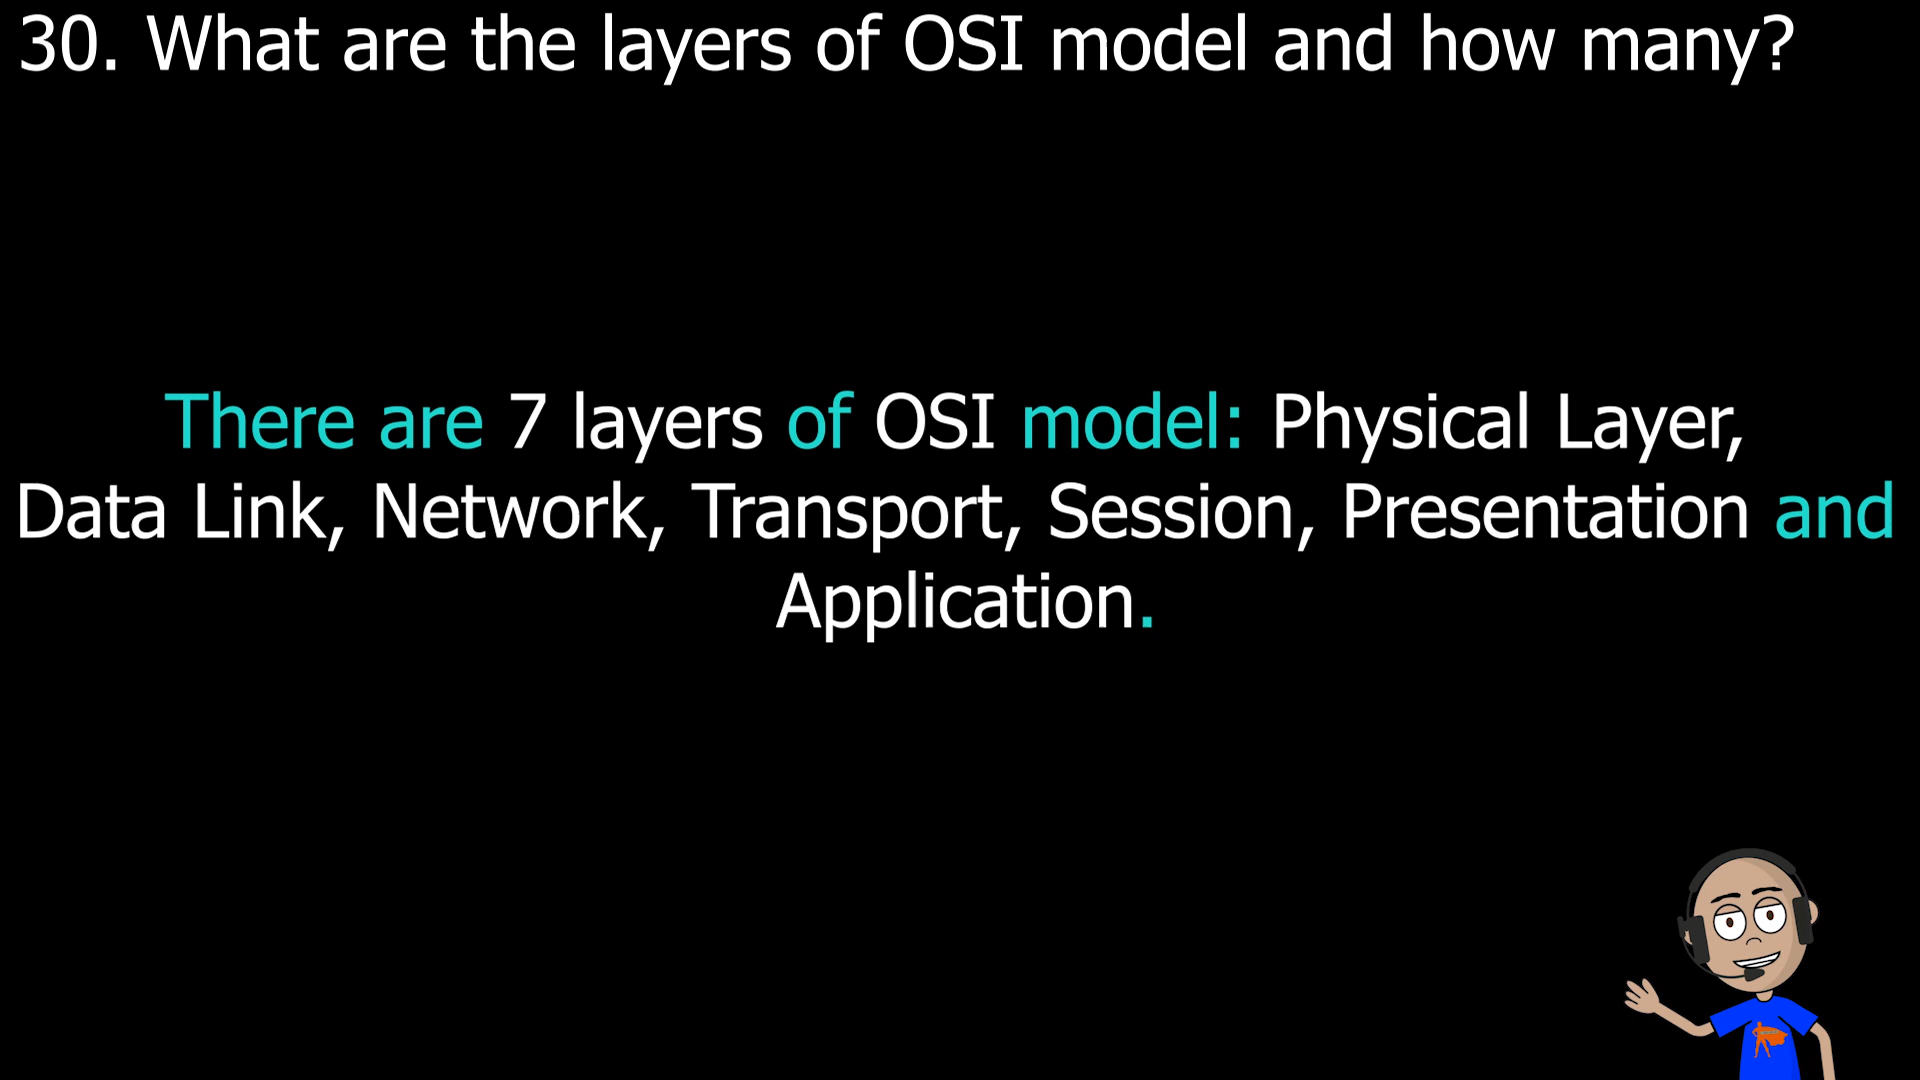 30. What are the layers of OSI model and how many?
There are 7 layers of OSI model: Physical Layer,
Data Link, Network, Transport, Session, Presentation and
Application.